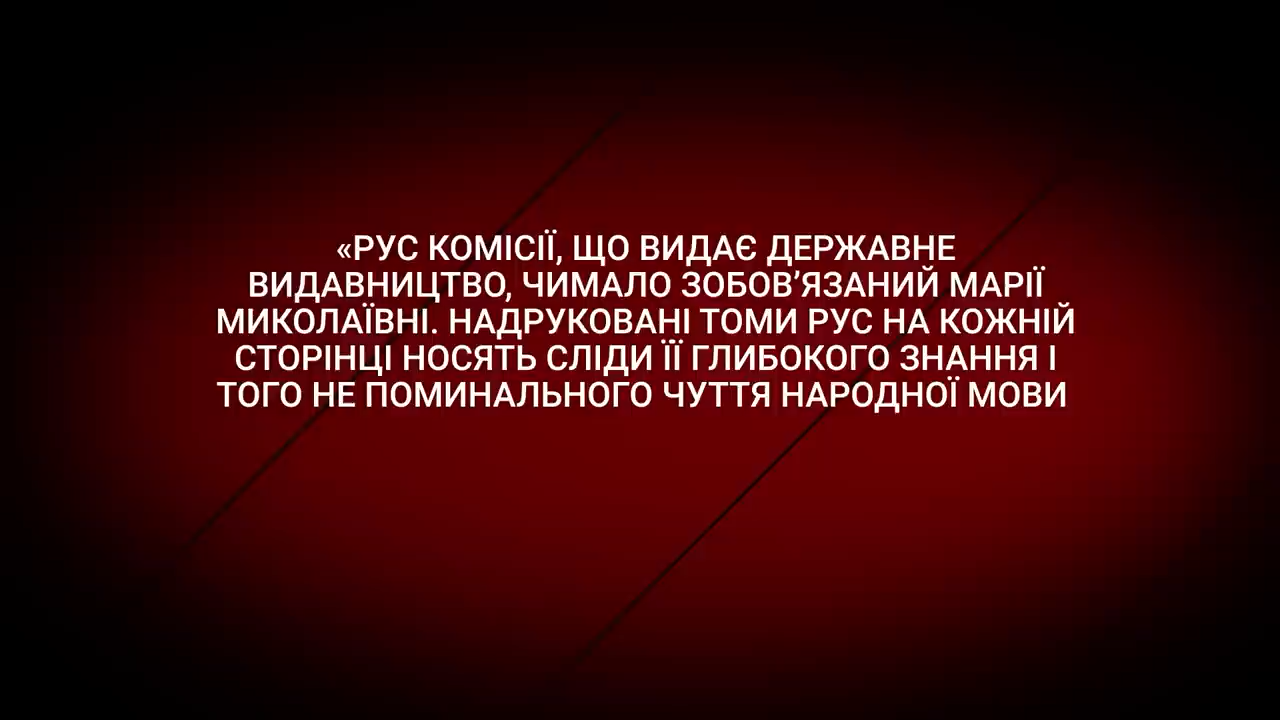 «РУС КОМІСІЇ, ЩО ВИДАЄ ДЕРЖАВНЕ
ВИДАВНИЦТВО, ЧИМАЛО ЗОБОВ’ЯЗАНИЙ МАРІЇ
МИКОЛАЇВНІ. НАДРУКОВАНІ ТОМИ РУС НА КОЖНІЙ
СТОРІНЦІ НОСЯТЬ СЛІДИ ЇЇ ГЛИБОКОГО ЗНАННЯ І
ТОГО НЕ ПОМИНАЛЬНОГО ЧУТТЯ НАРОДНОЇ МОВИ